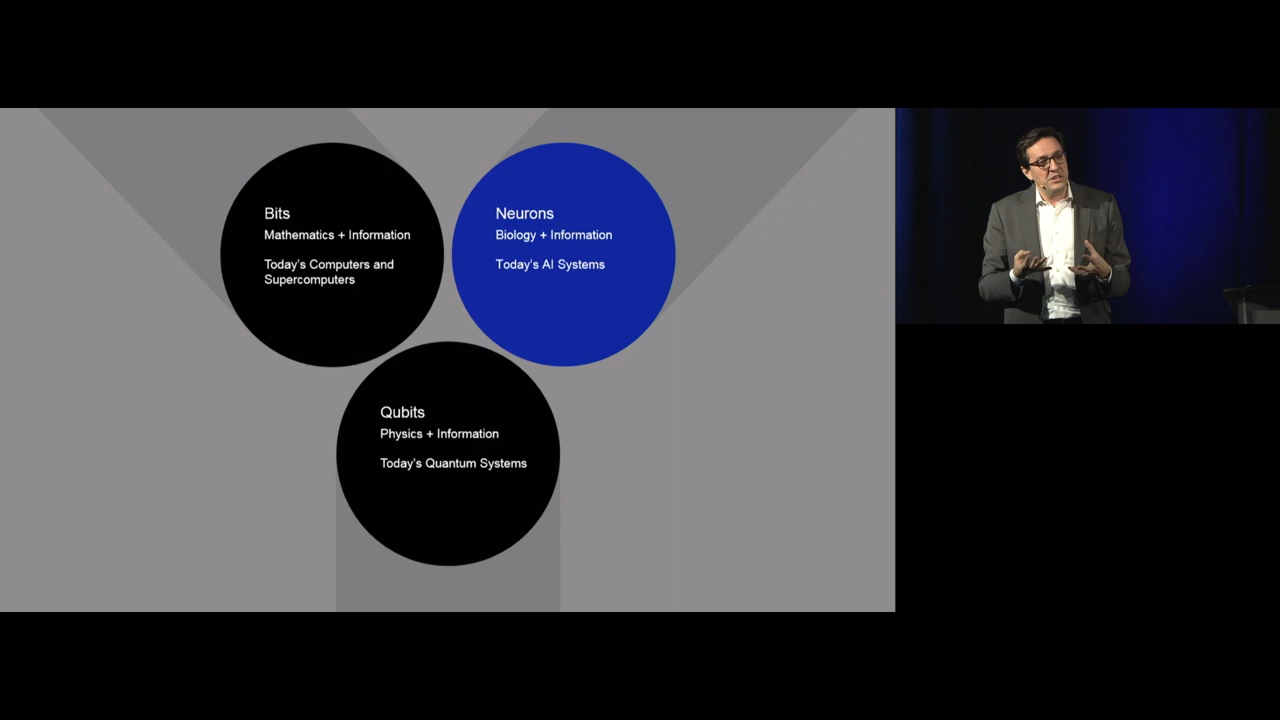 Bits
Mathematics + Information
Today's Computers and
Supercomputers
Neurons
Biology + Information
Today's AI Systems
Qubits
Physics + Information
Today's Quantum Systems